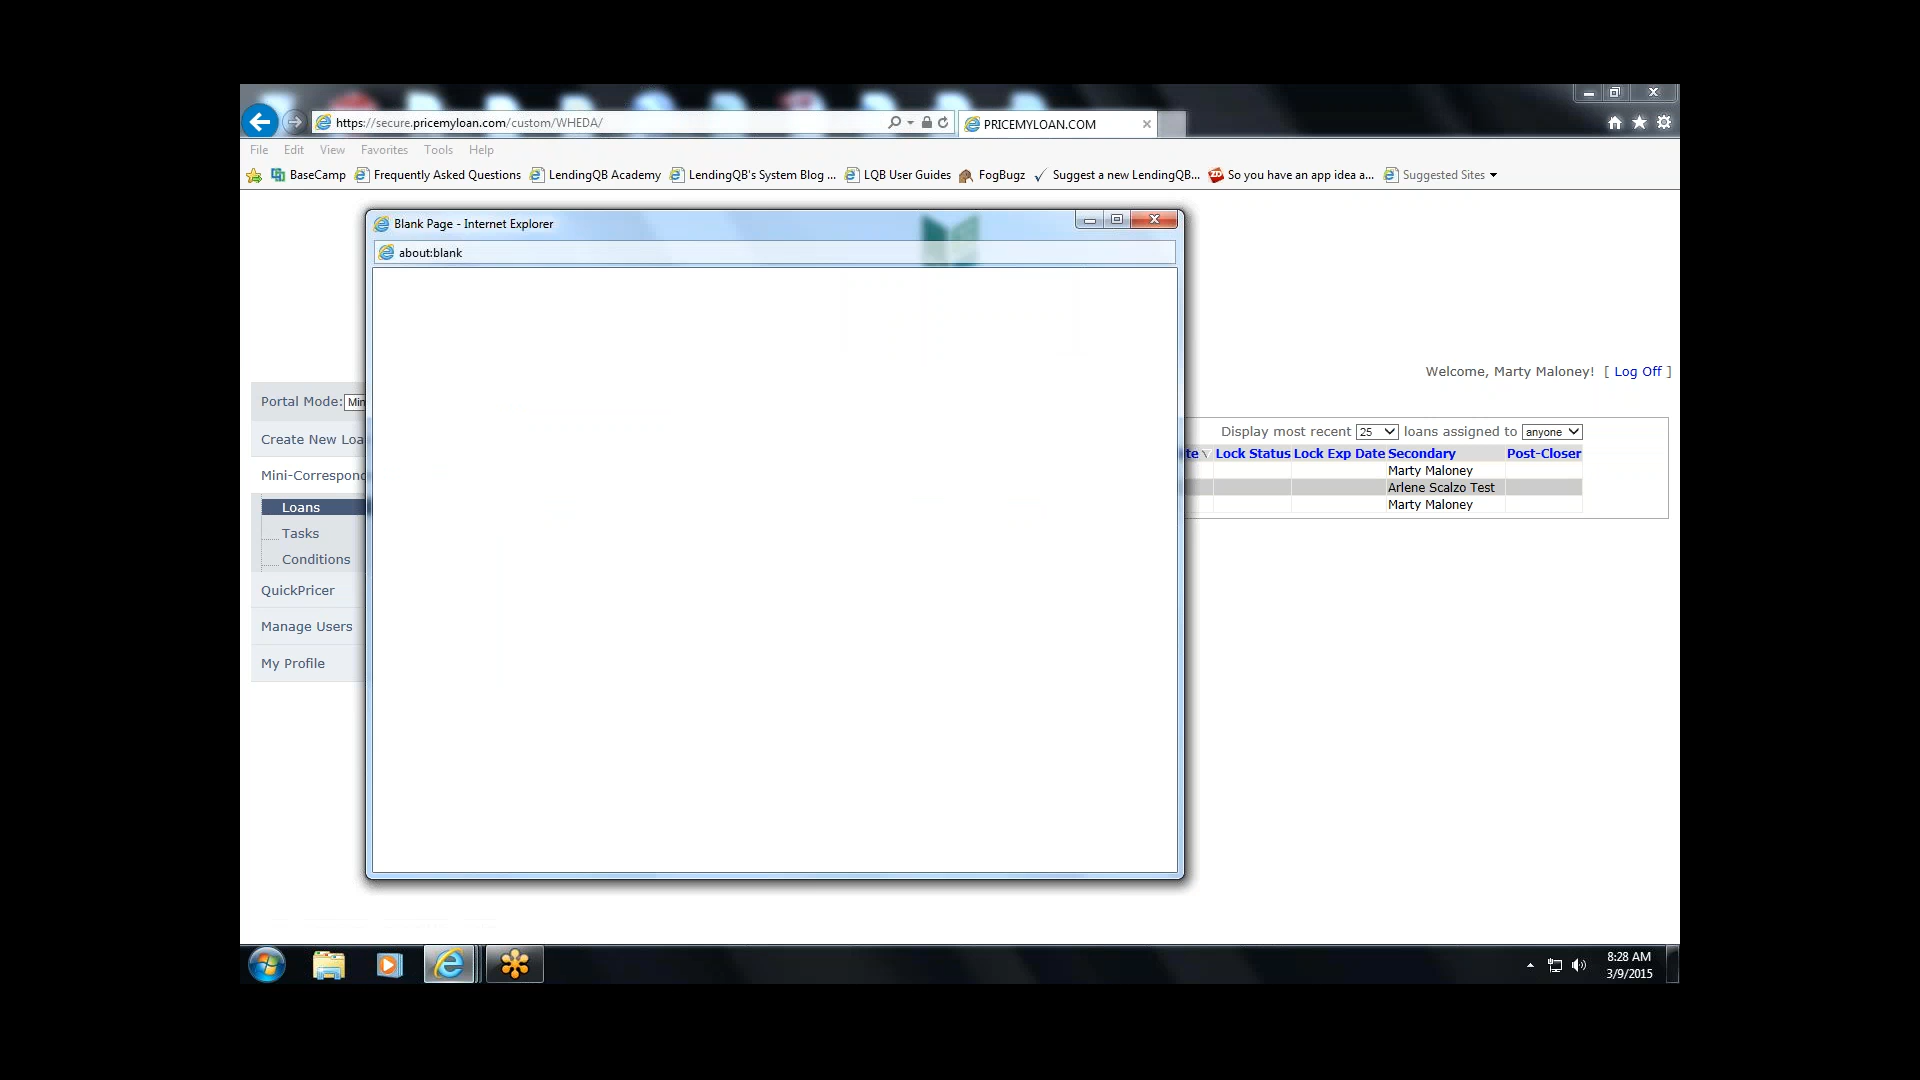 https://secure.pricemyloan.com/custom/WHEDA/
PRICEMYLOAN.COM
File Edit View Favorites Tools Help
BaseCamp Frequently Asked Questions LendingQB Academy LendingQB's System Blog ... LQB User Guides FogBugz Suggest a new LendingQB... So you have an app idea a... Suggested Sites
Blank Page - Internet Explorer
about:blank
Welcome, Marty Maloney! [ Log Off ]
Portal Mode:
Create New
Display most recent 25 loans assigned to anyone
Lock Status Lock Exp Date Secondary Post-Closer
Marty Maloney
Arlene Scalzo Test
Marty Maloney
Loans
Tasks
Conditions
QuickPricer
Manage Users
My Profile
8:28 AM
3/9/2015